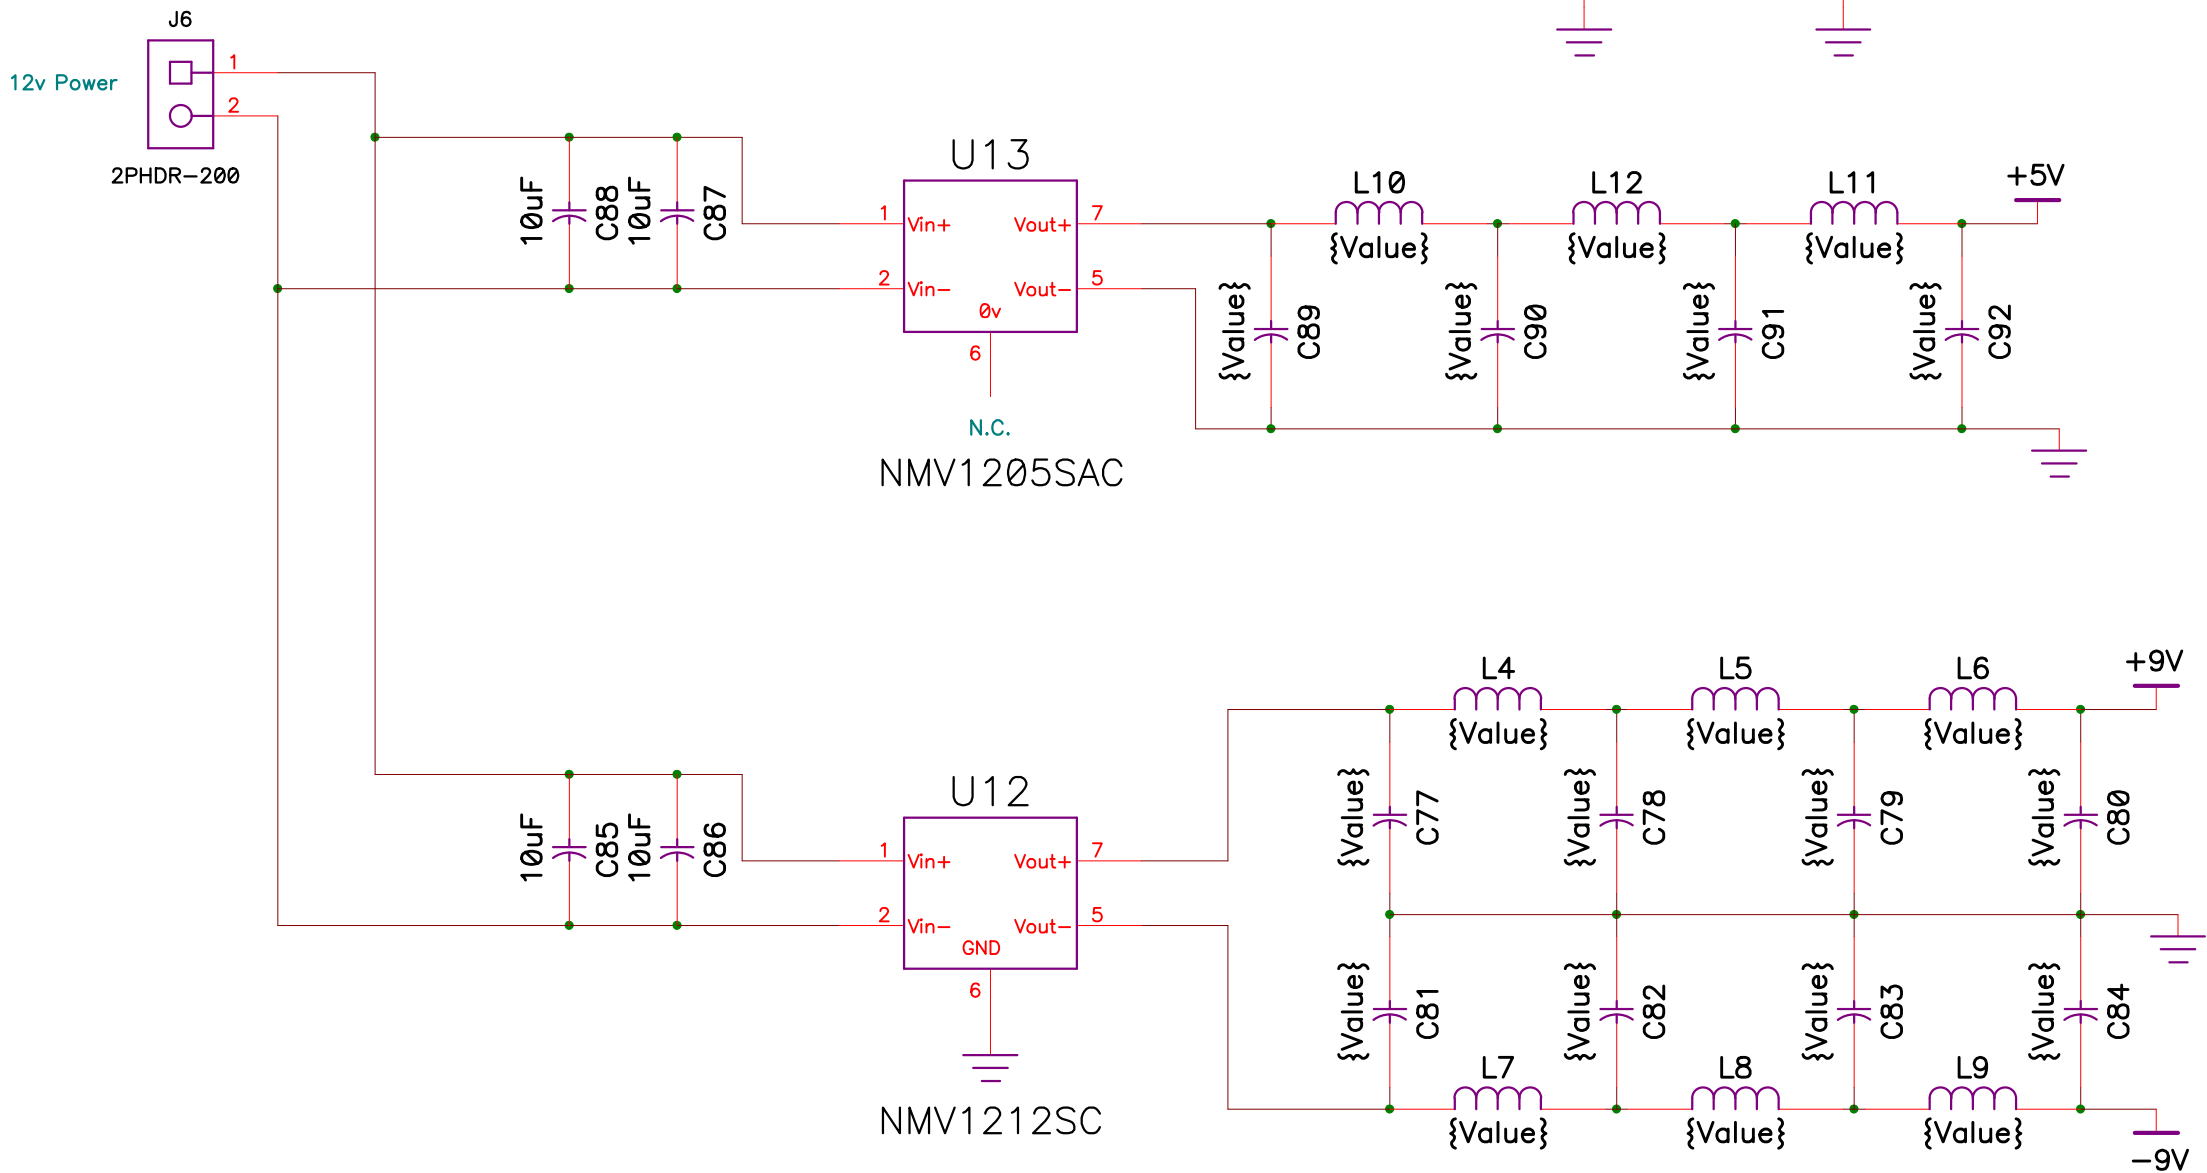 J6
12v Power
1
2
2PHDR-200
10uF
C88
10uF
C87
U13
1
Vin+
Vout+
7
2
Vin-
Vout-
5
0v
6
N.C.
NMV1205SAC
L10
{Value}
L12
{Value}
L11
{Value}
+5V
{Value}
C89
{Value}
C90
{Value}
C91
{Value}
C92
10uF
C85
10uF
C86
U12
1
Vin+
Vout+
7
2
Vin-
Vout-
5
GND
6
NMV1212SC
L4
{Value}
L5
{Value}
L6
{Value}
+9V
{Value}
C77
{Value}
C78
{Value}
C79
{Value}
C80
{Value}
C81
{Value}
C82
{Value}
C83
{Value}
C84
L7
{Value}
L8
{Value}
L9
{Value}
-9V